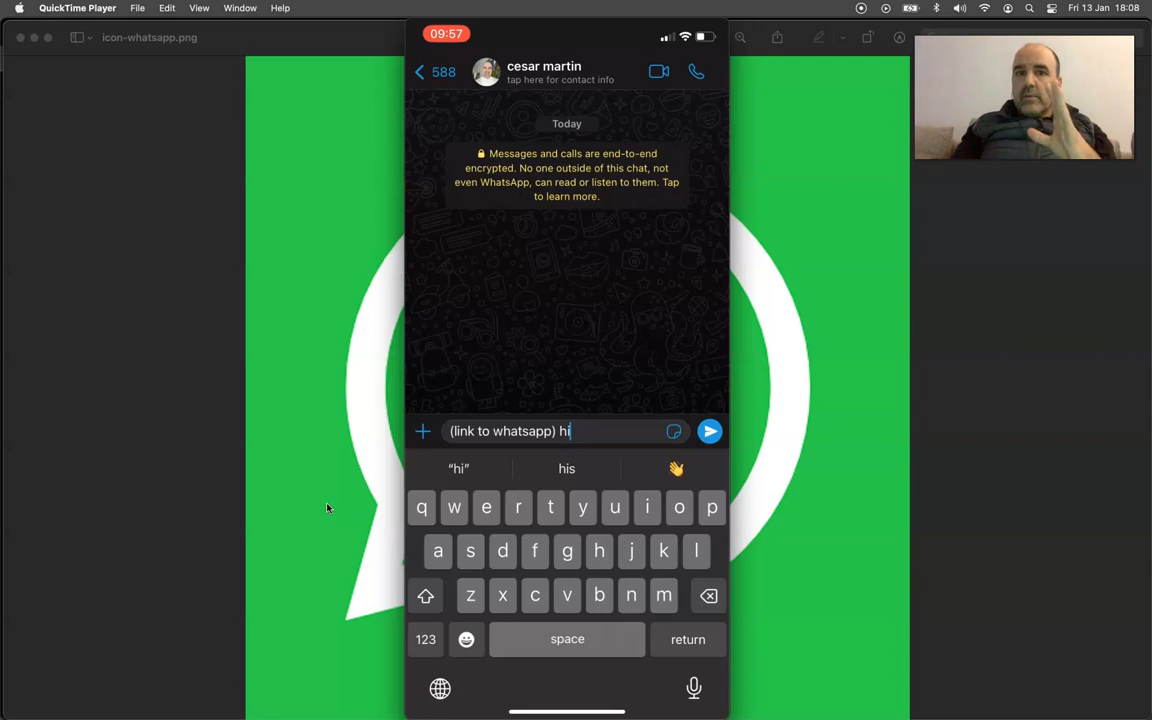 QuickTime Player File Edit View Window Help Fri 13 Jan 18:08
icon-whatsapp.png
09:57
588
cesar martin
tap here for contact info
Today
Messages and calls are end-to-end
encrypted. No one outside of this chat, not
even WhatsApp, can read or listen to them. Tap
to learn more.
(link to whatsapp) hi
“hi” his 👋
q w e r t y u i o p
a s d f g h j k l
z x c v b n m
123 space return